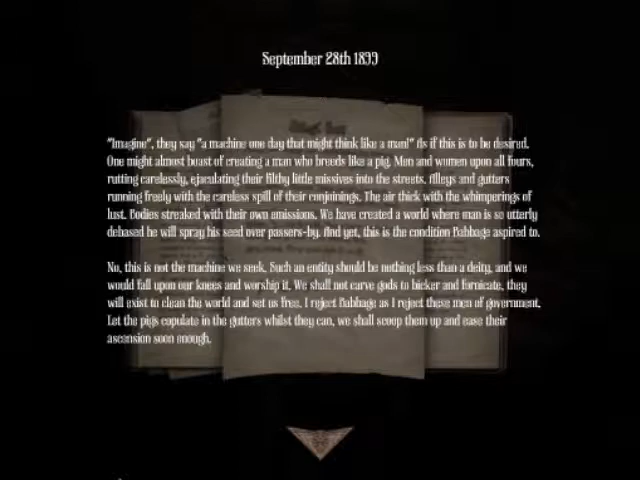 September 28th 1899
"Imagine", they say "a machine one day that might think like a man!" As if this is to be desired.
One might almost boast of creating a man who breeds like a pig. Men and women upon all fours,
rutting carelessly, ejaculating their filthy little missives into the streets. Alleys and gutters
running freely with the careless spill of their conjoinings. The air thick with the whimperings of
lust. Bodies streaked with their own emissions. We have created a world where man is so utterly
debased he will spray his seed over passers-by. And yet, this is the condition Babbage aspired to.
No, this is not the machine we seek. Such an entity should be nothing less than a deity, and we
would fall upon our knees and worship it. We shall not carve gods to bicker and fornicate, they
will exist to clean the world and set us free. I reject Babbage as I reject these men of government.
Let the pigs copulate in the gutters whilst they can, we shall scoop them up and ease their
ascension soon enough.